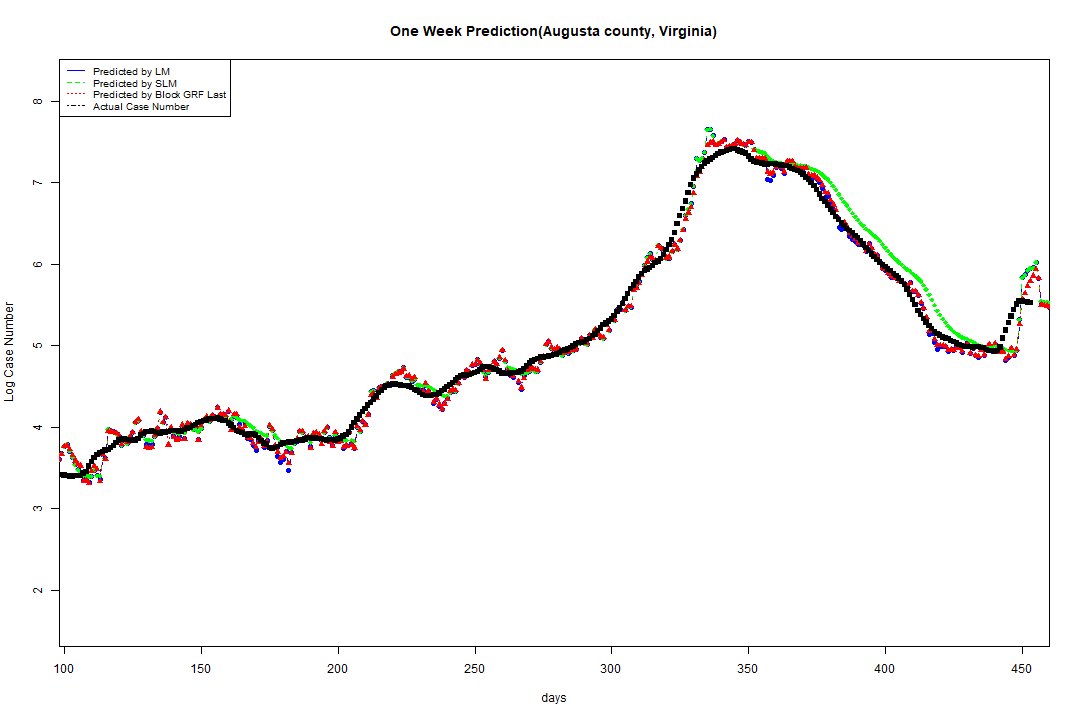 One Week Prediction(Augusta county, Virginia)
Predicted by LM
Predicted by SLM
Predicted by Block GRF Last
Actual Case Number
8
7
6
5
4
3
2
Log Case Number
100 150 200 250 300 350 400 450
days